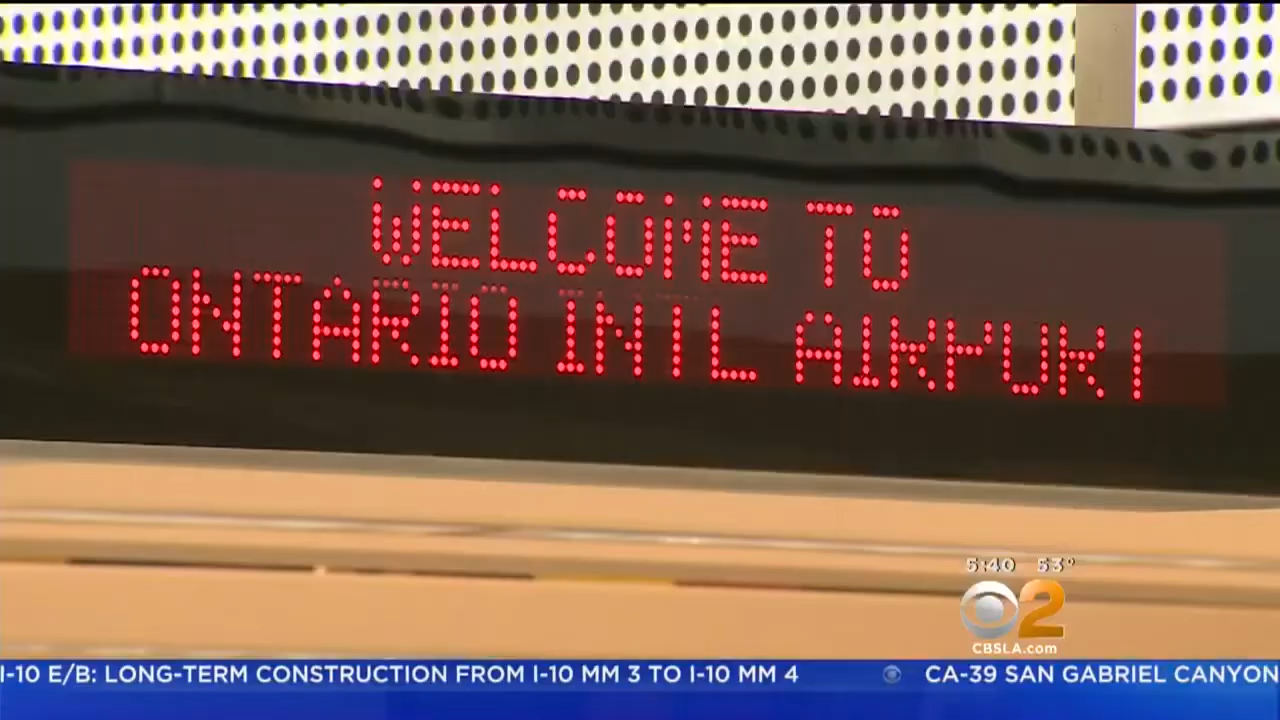 WELCOME TO
ONTARIO INTL AIRPORT
5:40 53°
2
CBSLA.com
I-10 E/B: LONG-TERM CONSTRUCTION FROM I-10 MM 3 TO I-10 MM 4 CA-39 SAN GABRIEL CANYON